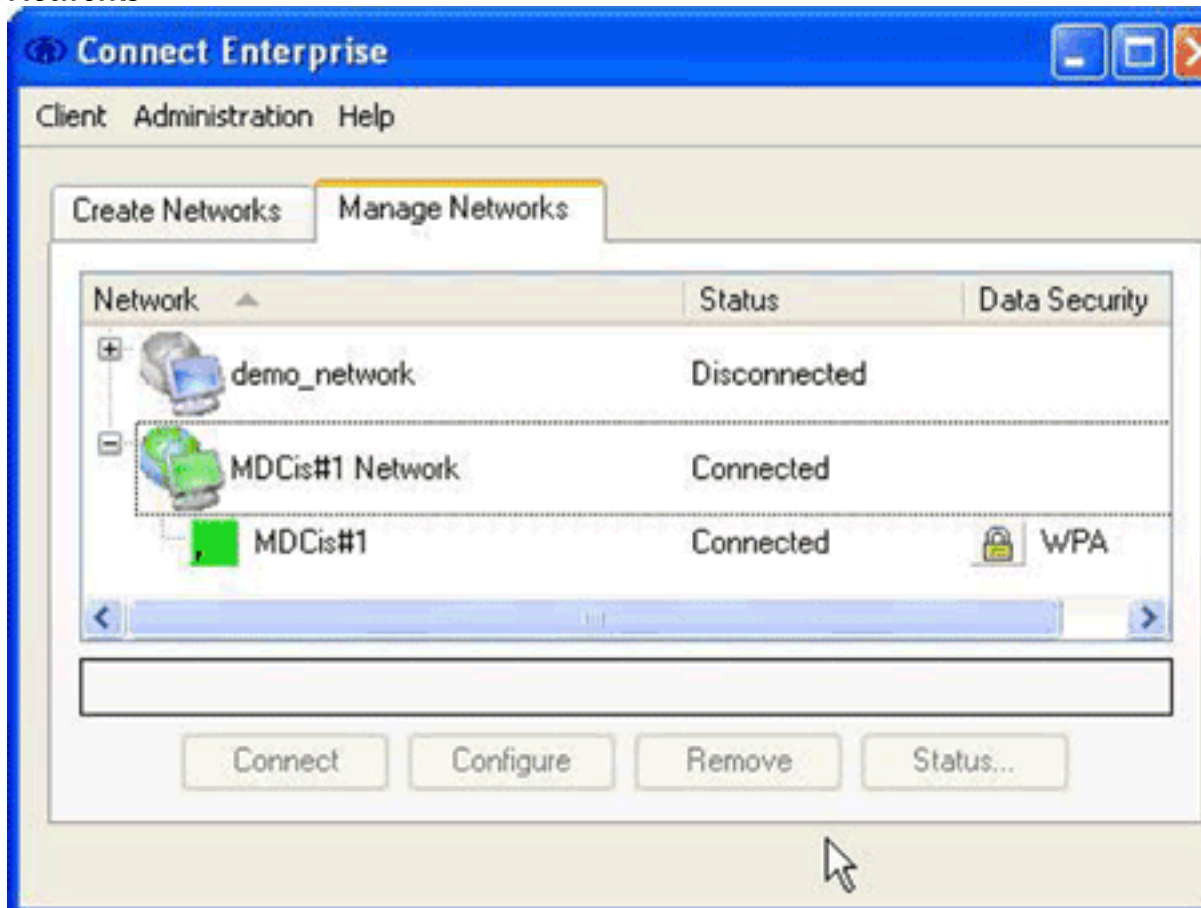 Connect Enterprise
Client Administration Help
Create Networks Manage Networks
Network Status Data Security
demo_network Disconnected
MDCis#1 Network Connected
MDCis#1 Connected WPA
Connect Configure Remove Status...